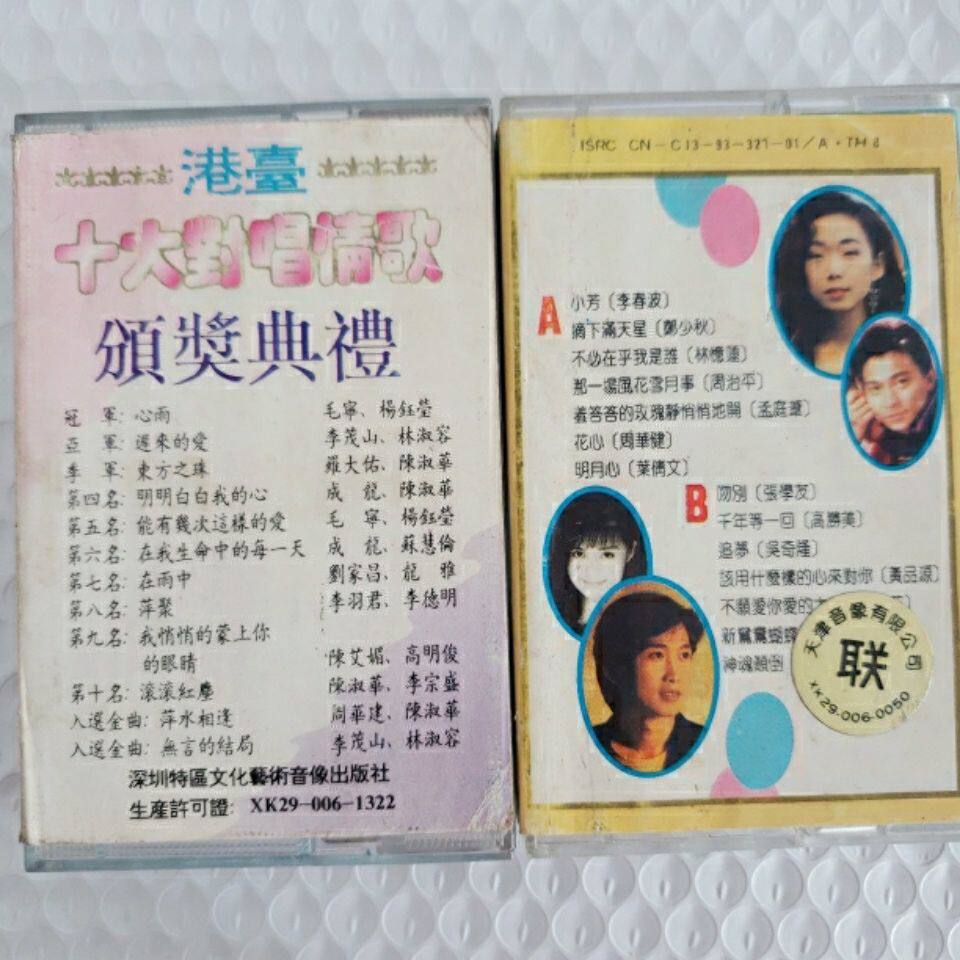 港臺
十大對唱情歌
頒獎典禮
冠 軍: 心雨 毛寧、楊鈺瑩
亞 軍: 遲來的愛 李茂山、林淑容
季 軍: 東方之珠 羅大佑、陳淑華
第四名: 明明白白我的心 成 龍、陳淑華
第五名: 能有幾次這樣的愛 毛 寧、楊鈺瑩
第六名: 在我生命中的每一天 成 龍、蘇慧倫
第七名: 在雨中 劉家昌、龍 雅
第八名: 萍聚 李羽君、李德明
第九名: 我悄悄的蒙上你
的眼睛 陳艾媚、高明俊
第十名: 滚滚紅塵 陳淑華、李宗盛
入選金曲: 萍水相逢 周華建、陳淑華
入選金曲: 無言的結局 李茂山、林淑容
深圳特區文化藝術音像出版社
生産許可證: XK29-006-1322
ISRC CN-C13-93-321-01/A·TH8
A
小芳〔李春波〕
摘下滿天星〔鄭少秋〕
不必在乎我是誰〔林憶蓮〕
那一場風花雪月事〔周治平〕
羞答答的玫瑰靜悄悄地開〔孟庭葦〕
花心〔周華健〕
明月心〔葉倩文〕
B
吻別〔張學友〕
千年等一回〔高勝美〕
追夢〔吳奇隆〕
該用什麼樣的心來對你〔黃品源〕
不願愛你愛的
新鴛鴦蝴蝶
神魂顛倒
天津音像有限公司
联
XK29-006-0050